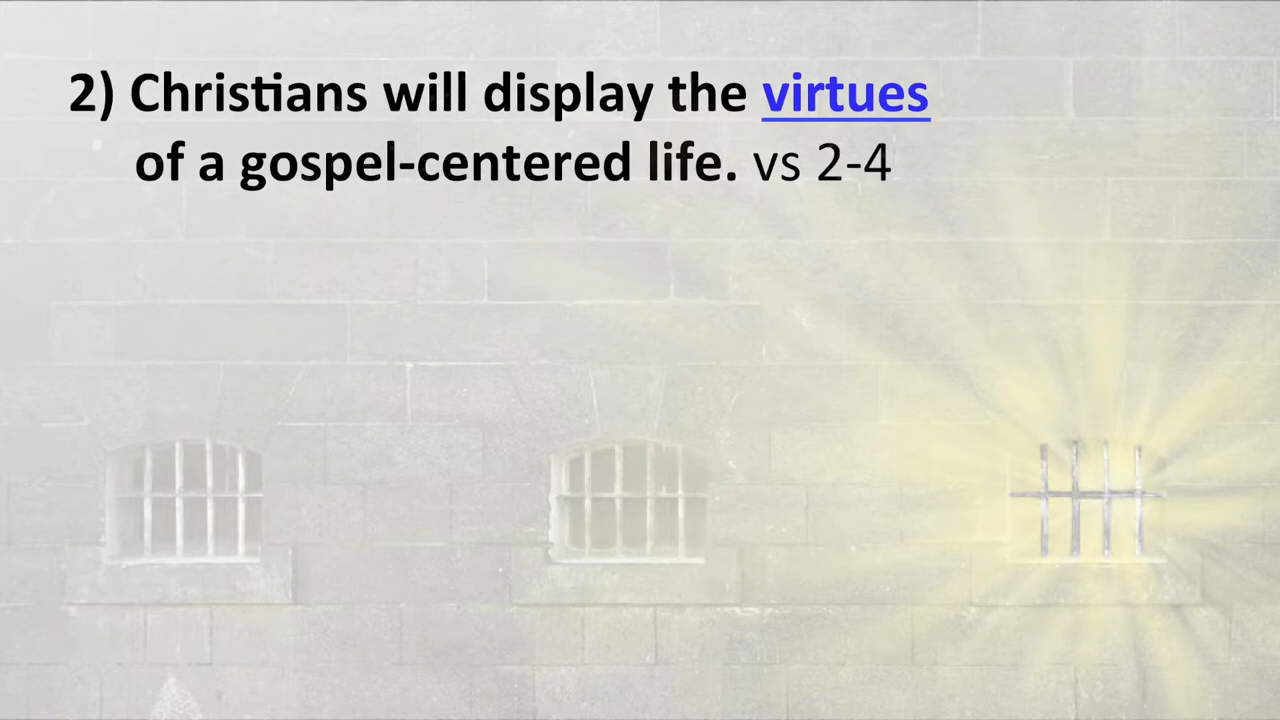 2) Christians will display the virtues
of a gospel-centered life. vs 2-4